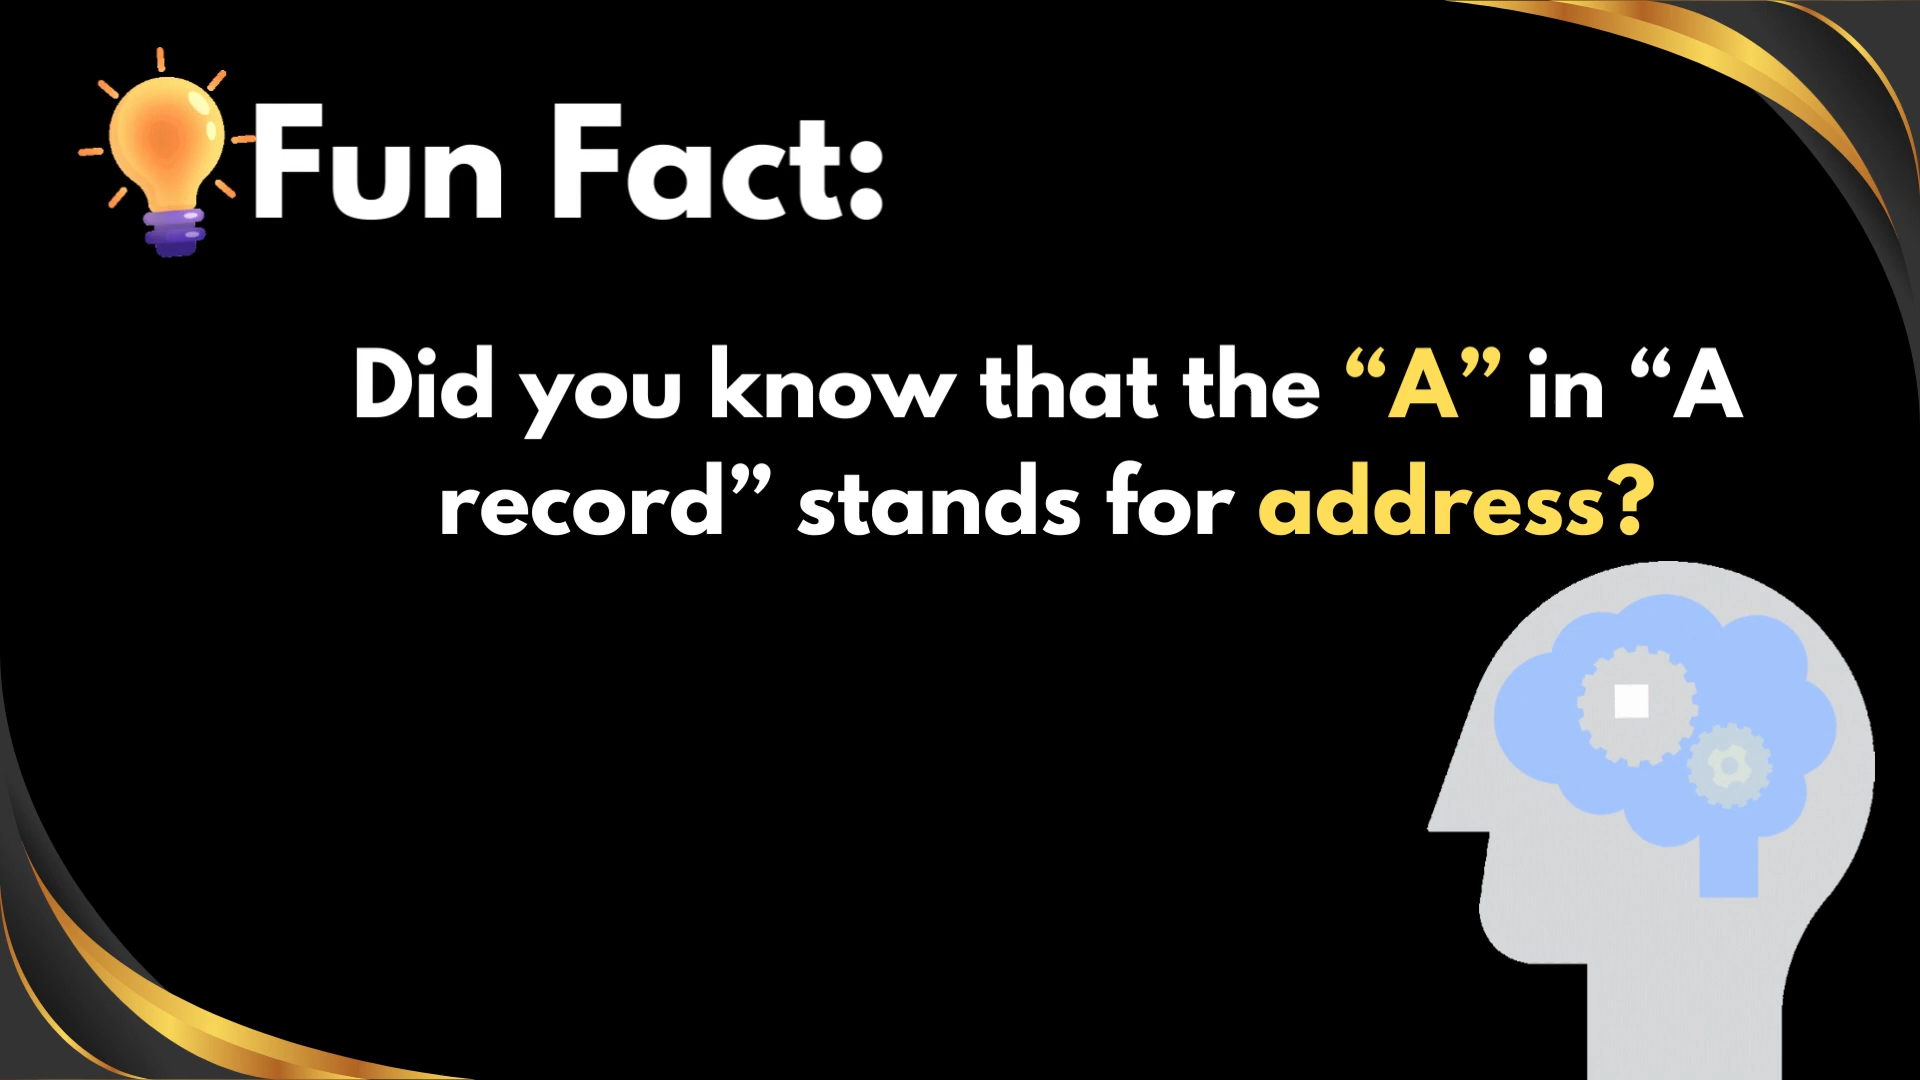 Fun Fact:
Did you know that the “A” in “A
record” stands for address?